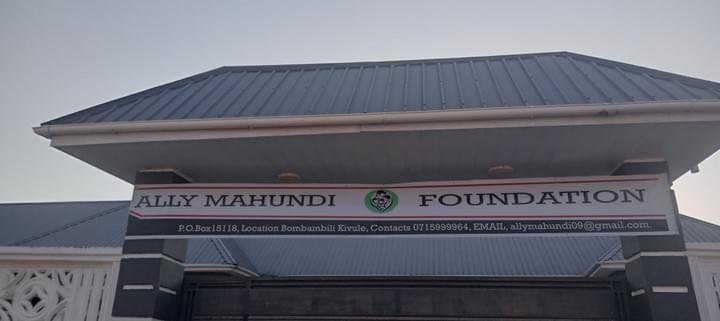 ALLY MAHUNDI FOUNDATION
P.O.Box15118, Location Bombambili Kivule, Contacts 0715999964, EMAIL, allymahundi09@gmail.com.